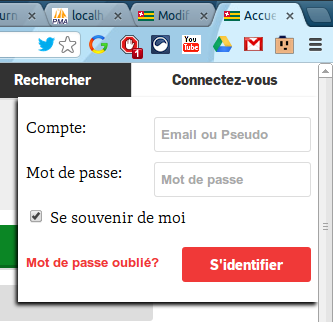 urn
localh
Modif
Accue
PMA
1
You
Tube
Rechercher
Connectez-vous
Compte:
Email ou Pseudo
Mot de passe:
Mot de passe
Se souvenir de moi
Mot de passe oublié?
S'identifier